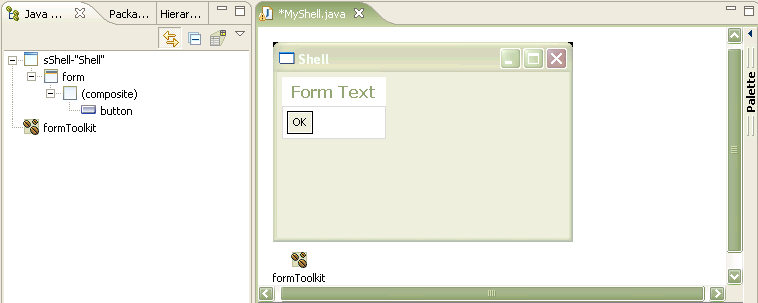 Java ...
Packa...
Hierar...
sShell-"Shell"
form
(composite)
button
formToolkit
*MyShell.java
Shell
Form Text
OK
formToolkit
Palette